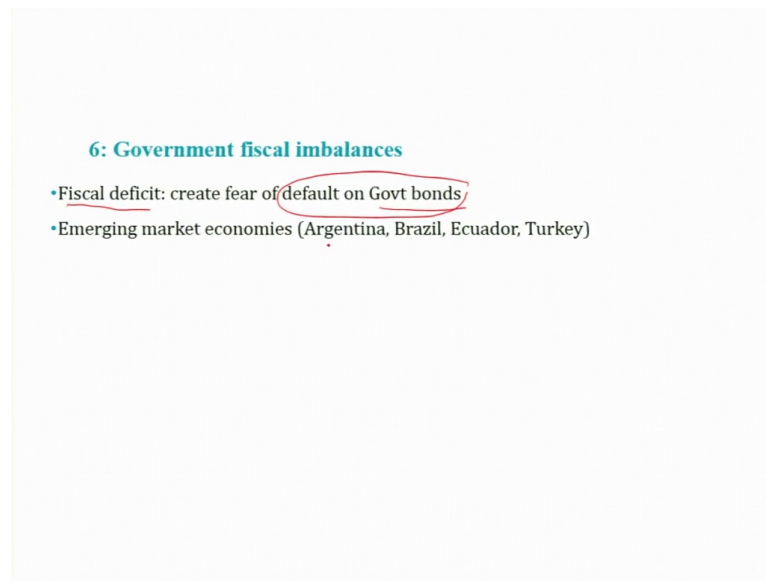 6: Government fiscal imbalances
•Fiscal deficit: create fear of default on Govt bonds
•Emerging market economies (Argentina, Brazil, Ecuador, Turkey)